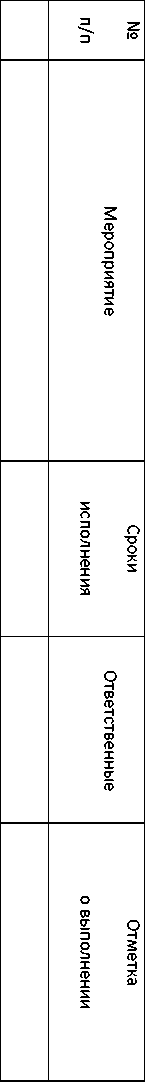 №
п/п
Мероприятие
Сроки
исполнения
Ответственные
Отметка
о выполнении